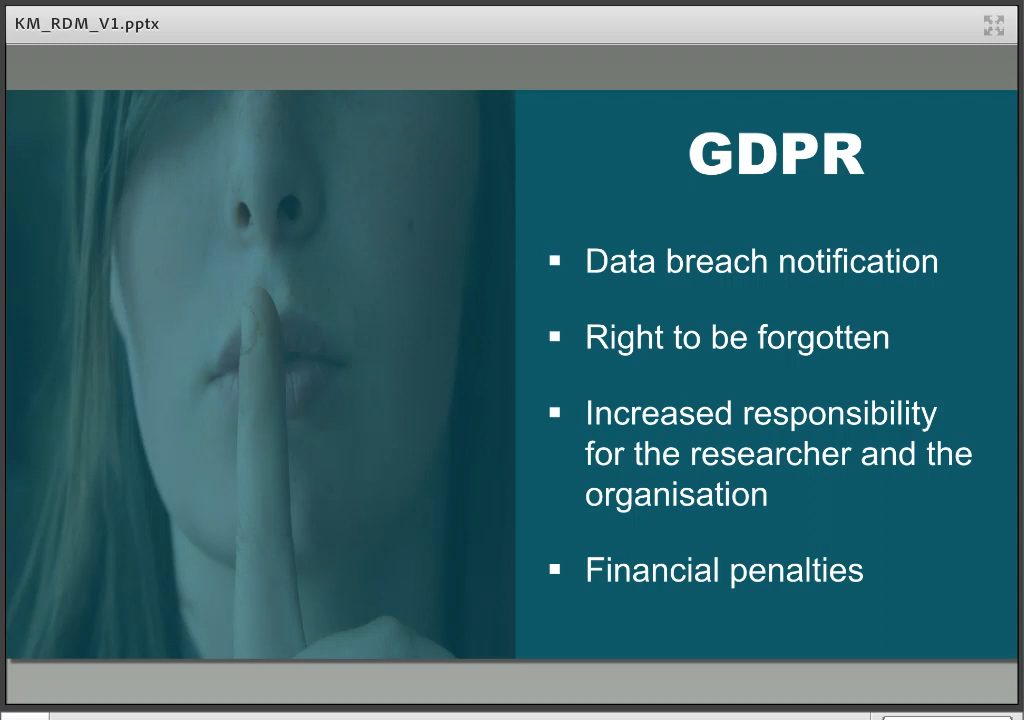 KM_RDM_V1.pptx
GDPR
▪ Data breach notification
▪ Right to be forgotten
▪ Increased responsibility
for the researcher and the
organisation
▪ Financial penalties